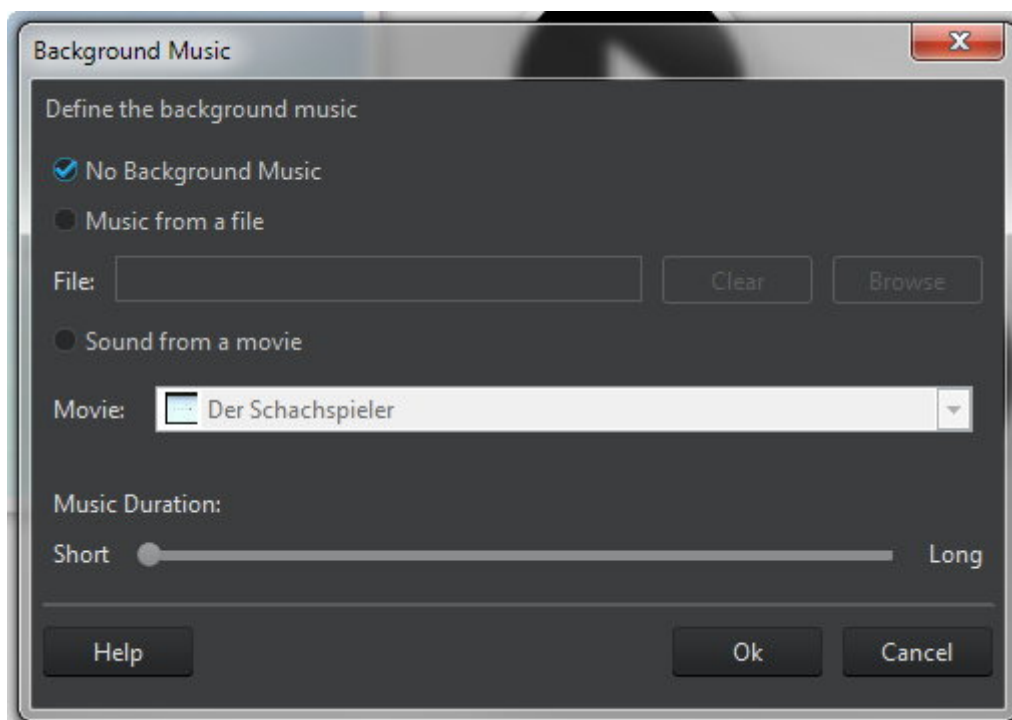 Background Music
Define the background music
No Background Music
Music from a file
File: Clear Browse
Sound from a movie
Movie: Der Schachspieler
Music Duration:
Short Long
Help Ok Cancel